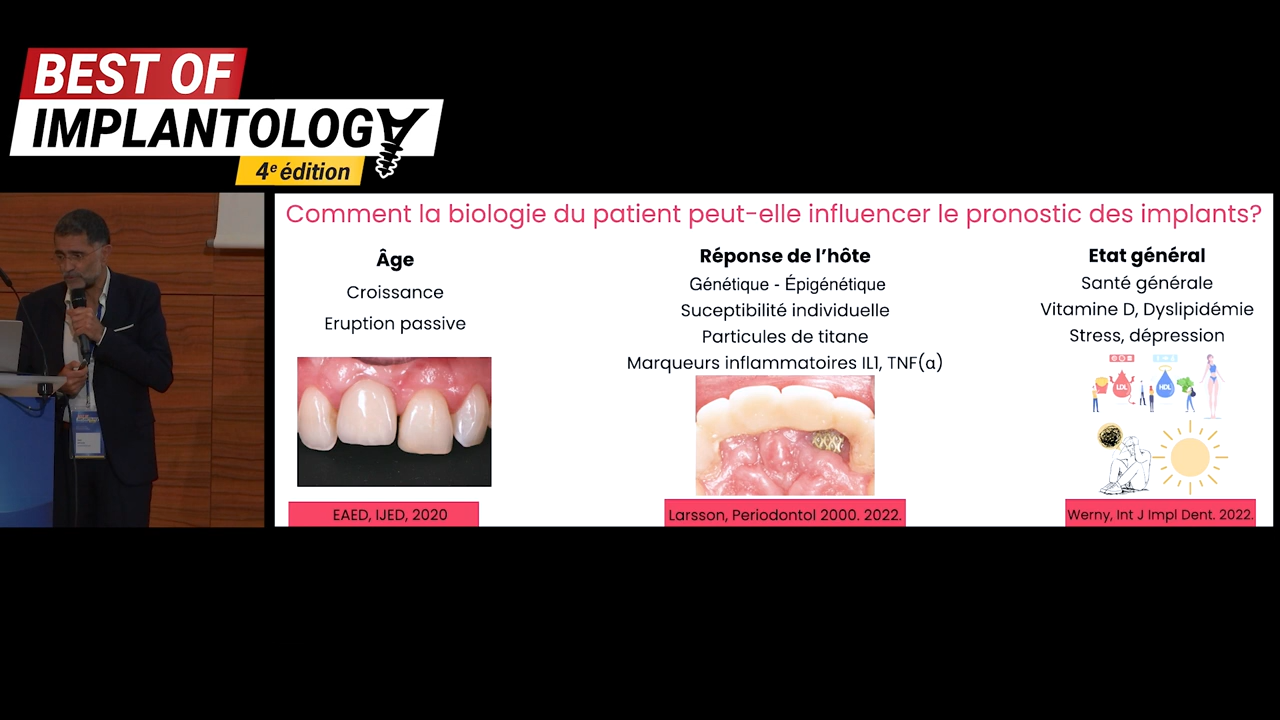 BEST OF
IMPLANTOLOGY
4e édition
Comment la biologie du patient peut-elle influencer le pronostic des implants?
Âge
Croissance
Eruption passive
EAED, IJED, 2020
Réponse de l'hôte
Génétique - Épigénétique
Suceptibilité individuelle
Particules de titane
Marqueurs inflammatoires IL1, TNF(α)
Larsson, Periodontol 2000. 2022.
Etat général
Santé générale
Vitamine D, Dyslipidémie
Stress, dépression
LDL
HDL
Werny, Int J Impl Dent. 2022.